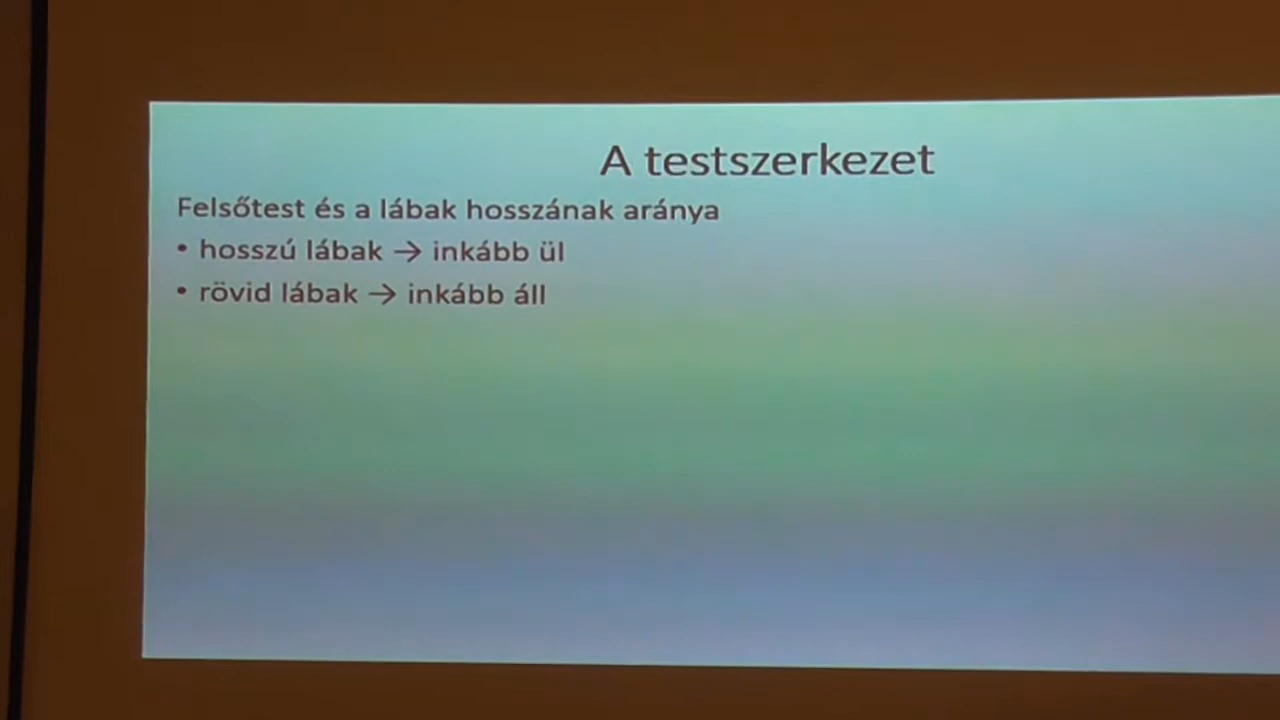 A testszerkezet
Felsőtest és a lábak hosszának aránya
• hosszú lábak → inkább ül
• rövid lábak → inkább áll